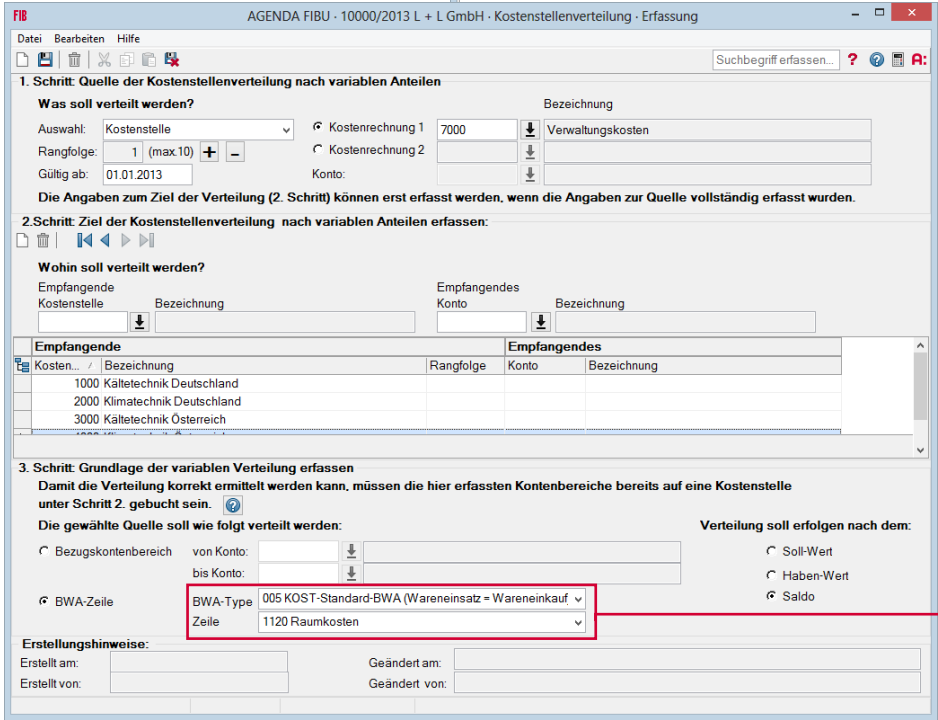 FIB AGENDA FIBU · 10000/2013 L + L GmbH · Kostenstellenverteilung · Erfassung
Datei Bearbeiten Hilfe
Suchbegriff erfassen... ? ? A:
1. Schritt: Quelle der Kostenstellenverteilung nach variablen Anteilen
Was soll verteilt werden? Bezeichnung
Auswahl: Kostenstelle Kostenrechnung 1 7000 Verwaltungskosten
Rangfolge: 1 (max.10) + - Kostenrechnung 2
Gültig ab: 01.01.2013 Konto:
Die Angaben zum Ziel der Verteilung (2. Schritt) können erst erfasst werden, wenn die Angaben zur Quelle vollständig erfasst wurden.
2.Schritt: Ziel der Kostenstellenverteilung nach variablen Anteilen erfassen:
Wohin soll verteilt werden?
Empfangende Empfangendes
Kostenstelle Bezeichnung Konto Bezeichnung
Empfangende Empfangendes
Kosten... / Bezeichnung Rangfolge Konto Bezeichnung
1000 Kältetechnik Deutschland
2000 Klimatechnik Deutschland
3000 Kältetechnik Österreich
3. Schritt: Grundlage der variablen Verteilung erfassen
Damit die Verteilung korrekt ermittelt werden kann, müssen die hier erfassten Kontenbereiche bereits auf eine Kostenstelle
unter Schritt 2. gebucht sein. ?
Die gewählte Quelle soll wie folgt verteilt werden: Verteilung soll erfolgen nach dem:
Bezugskontenbereich von Konto: Soll-Wert
bis Konto: Haben-Wert
BWA-Zeile BWA-Type 005 KOST-Standard-BWA (Wareneinsatz = Wareneinkauf Saldo
Zeile 1120 Raumkosten
Erstellungshinweise:
Erstellt am: Geändert am:
Erstellt von: Geändert von: